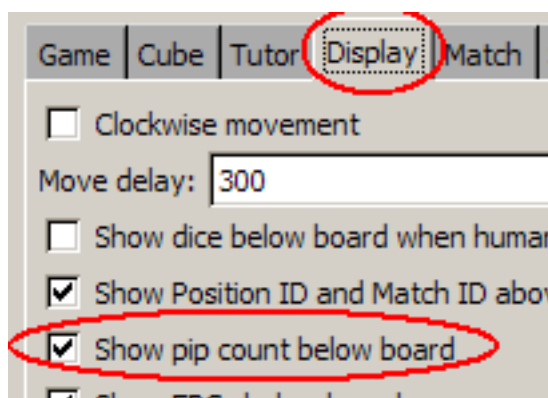 Game Cube Tutor Display Match
Clockwise movement
Move delay: 300
Show dice below board when human
Show Position ID and Match ID
Show pip count below board